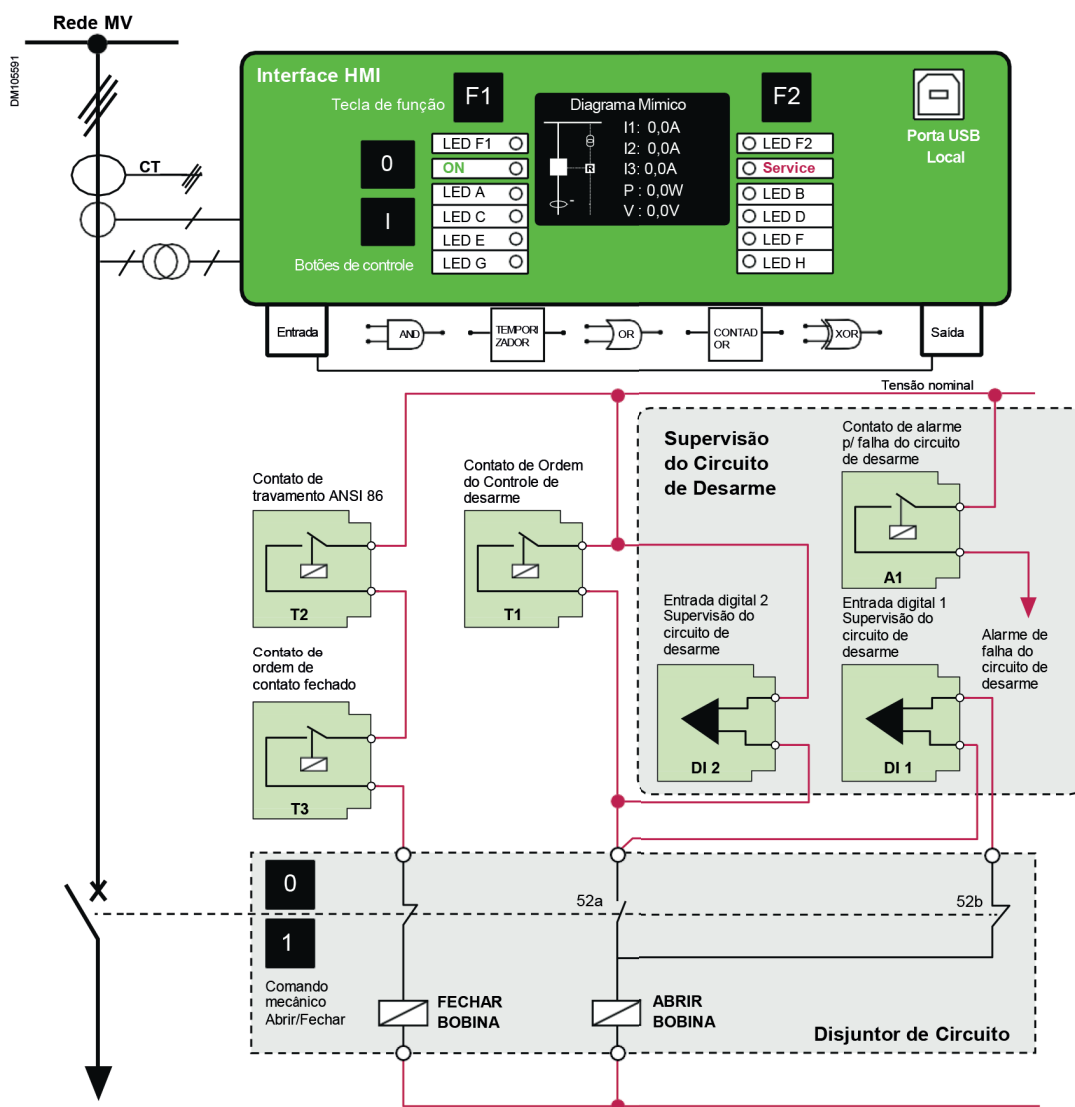 Rede MV
DM105591
CT
Interface HMI
Tecla de função
F1
F2
Diagrama Mímico
I1: 0,0A
I2: 0,0A
I3: 0,0A
P : 0,0W
V : 0,0V
R
Porta USB
Local
0
I
Botões de controle
LED F1
ON
LED A
LED C
LED E
LED G
LED F2
Service
LED B
LED D
LED F
LED H
Entrada
AND
TEMPORI
ZADOR
OR
CONTAD
OR
XOR
Saída
Tensão nominal
Contato de
travamento ANSI 86
T2
Contato de Ordem
do Controle de
desarme
T1
Supervisão
do Circuito
de Desarme
Contato de alarme
p/ falha do circuito
de desarme
A1
Contato de
ordem de
contato fechado
T3
Entrada digital 2
Supervisão do
circuito de
desarme
DI 2
Entrada digital 1
Supervisão do
circuito de
desarme
DI 1
Alarme de
falha do
circuito de
desarme
0
1
Comando
mecânico
Abrir/Fechar
52a
52b
FECHAR
BOBINA
ABRIR
BOBINA
Disjuntor de Circuito